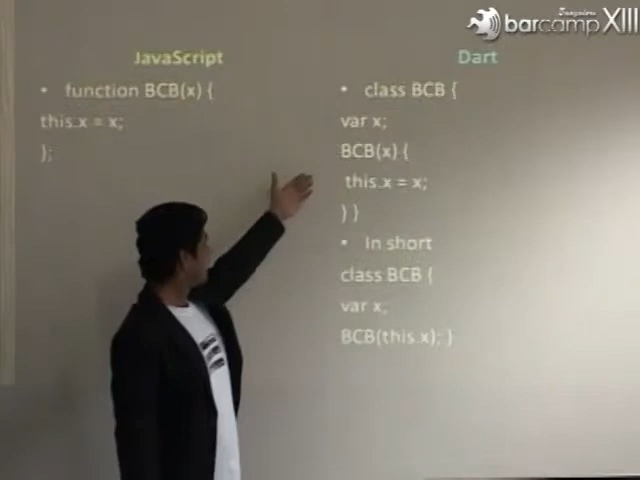 Bangalore
barcamp XIII
JavaScript
• function BCB(x) {
this.x = x;
};
Dart
• class BCB {
var x;
BCB(x) {
this.x = x;
} }
• In short
class BCB {
var x;
BCB(this.x); }